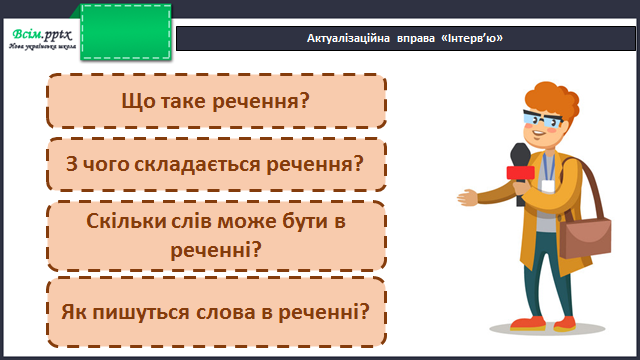 Всім.pptx
Нова українська школа
Актуалізаційна вправа «Інтерв’ю»
Що таке речення?
З чого складається речення?
Скільки слів може бути в
реченні?
Як пишуться слова в реченні?